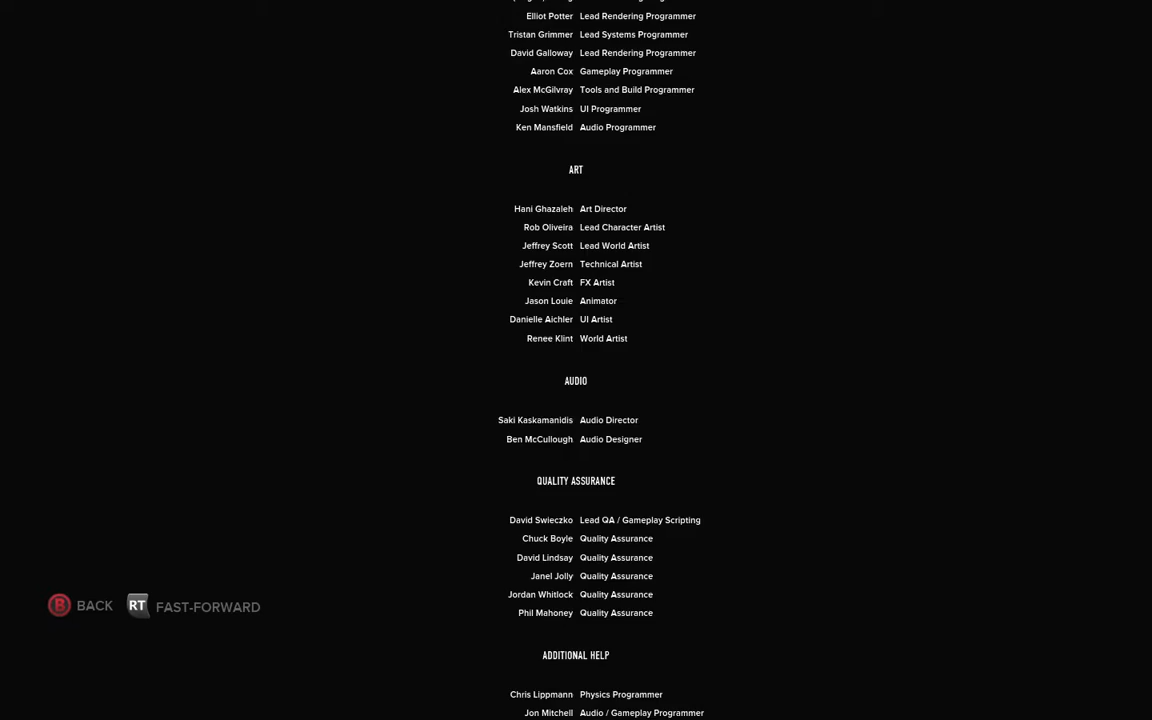 Elliot Potter Lead Rendering Programmer
Tristan Grimmer Lead Systems Programmer
David Galloway Lead Rendering Programmer
Aaron Cox Gameplay Programmer
Alex McGilvray Tools and Build Programmer
Josh Watkins UI Programmer
Ken Mansfield Audio Programmer
ART
Hani Ghazaleh Art Director
Rob Oliveira Lead Character Artist
Jeffrey Scott Lead World Artist
Jeffrey Zoern Technical Artist
Kevin Craft FX Artist
Jason Louie Animator
Danielle Aichler UI Artist
Renee Klint World Artist
AUDIO
Saki Kaskamanidis Audio Director
Ben McCullough Audio Designer
QUALITY ASSURANCE
David Swieczko Lead QA / Gameplay Scripting
Chuck Boyle Quality Assurance
David Lindsay Quality Assurance
Janel Jolly Quality Assurance
Jordan Whitlock Quality Assurance
Phil Mahoney Quality Assurance
B BACK RT FAST-FORWARD
ADDITIONAL HELP
Chris Lippmann Physics Programmer
Jon Mitchell Audio / Gameplay Programmer